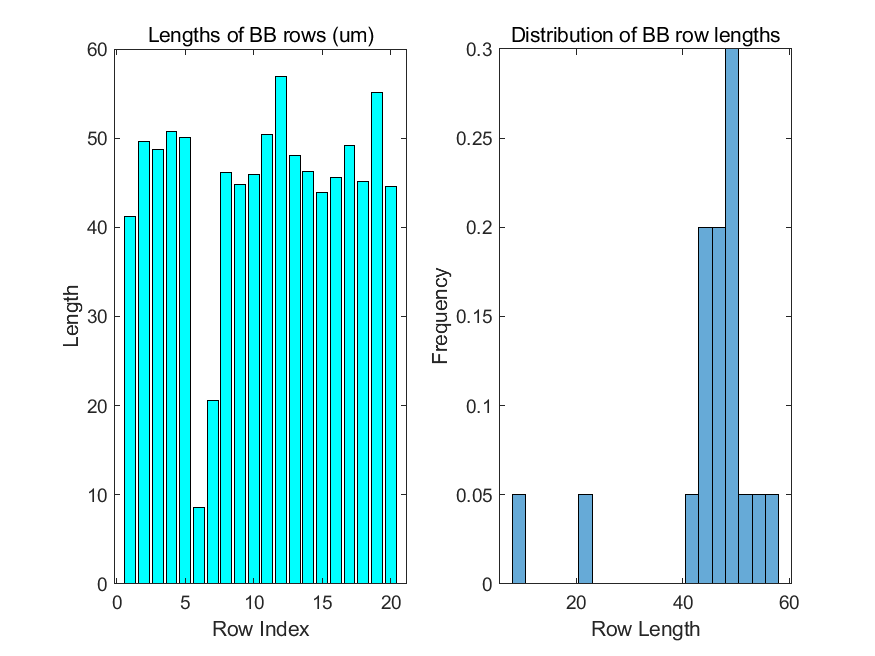 Lengths of BB rows (um)
60
50
40
30
20
10
0
Length
0 5 10 15 20
Row Index
Distribution of BB row lengths
0.3
0.25
0.2
0.15
0.1
0.05
0
Frequency
20 40 60
Row Length